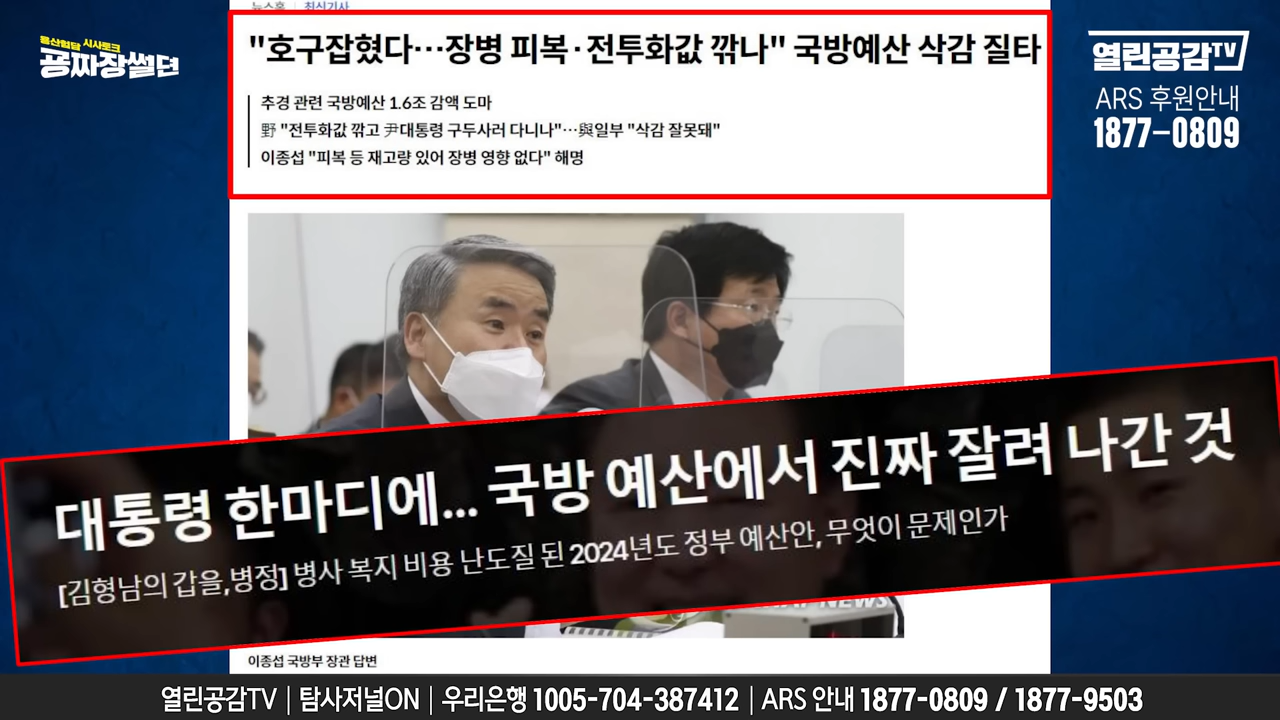 뉴스홈 | 최신기사
용산협담 시사토크
공짜장썰뎐
"호구잡혔다…장병 피복·전투화값 깎나" 국방예산 삭감 질타
추경 관련 국방예산 1.6조 감액 도마
野 "전투화값 깎고 尹대통령 구두사러 다니나"…與일부 "삭감 잘못돼"
이종섭 "피복 등 재고량 있어 장병 영향 없다" 해명
열린공감TV
ARS 후원안내
1877-0809
대통령 한마디에... 국방 예산에서 진짜 잘려 나간 것
[김형남의 갑을,병정] 병사 복지 비용 난도질 된 2024년도 정부 예산안, 무엇이 문제인가
NEWS
이종섭 국방부 장관 답변
열린공감TV | 탐사저널ON | 우리은행 1005-704-387412 | ARS 안내 1877-0809 / 1877-9503